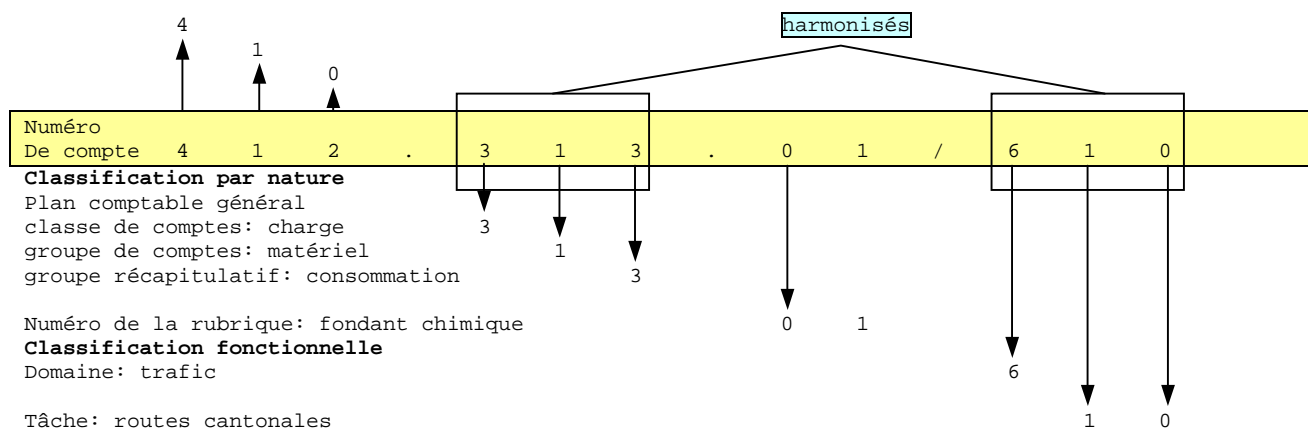 4
harmonisés
1
0
Numéro
De compte 4 1 2 . 3 1 3 . 0 1 / 6 1 0
Classification par nature
Plan comptable général
classe de comptes: charge 3
groupe de comptes: matériel 1
groupe récapitulatif: consommation 3
Numéro de la rubrique: fondant chimique 0 1
Classification fonctionnelle
Domaine: trafic 6
Tâche: routes cantonales 1 0